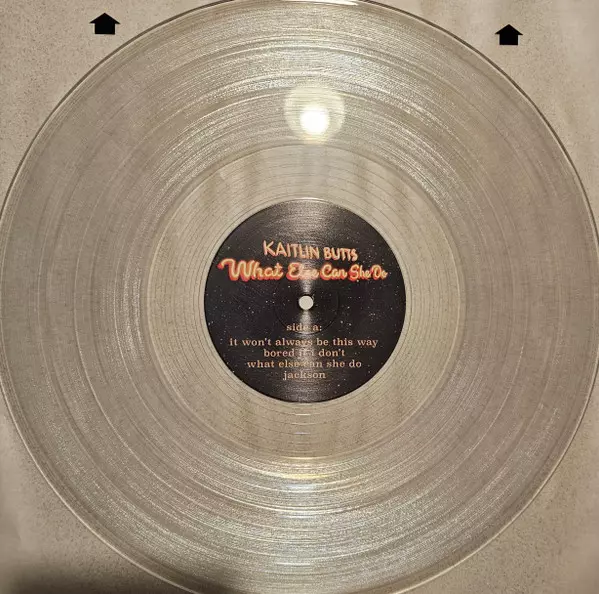 KAITLIN BUTTS
What Else Can She Do
side a:
it won't always be this way
bored if i don't
what else can she do
jackson